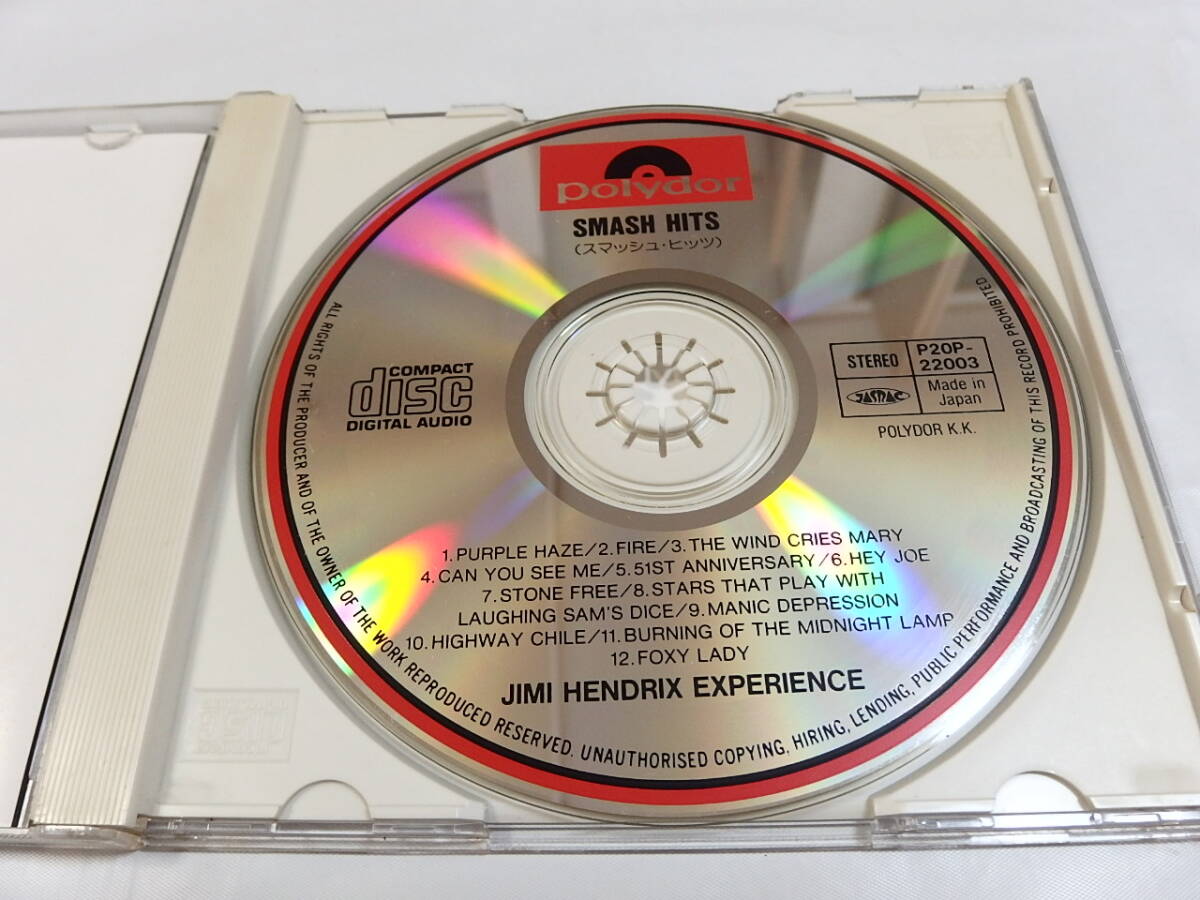 polydor
SMASH HITS
(スマッシュ・ヒッツ)
COMPACT
disc
DIGITAL AUDIO
STEREO
P20P-
22003
JASRAC
Made in
Japan
POLYDOR K.K.
1.PURPLE HAZE/2.FIRE/3.THE WIND CRIES MARY
4.CAN YOU SEE ME/5.51ST ANNIVERSARY/6.HEY JOE
7.STONE FREE/8.STARS THAT PLAY WITH
LAUGHING SAM'S DICE/9.MANIC DEPRESSION
10.HIGHWAY CHILE/11.BURNING OF THE MIDNIGHT LAMP
12.FOXY LADY
JIMI HENDRIX EXPERIENCE
ALL RIGHTS OF THE PRODUCER AND OF THE OWNER OF THE WORK REPRODUCED RESERVED. UNAUTHORISED COPYING, HIRING, LENDING, PUBLIC PERFORMANCE AND BROADCASTING OF THIS RECORD PROHIBITED